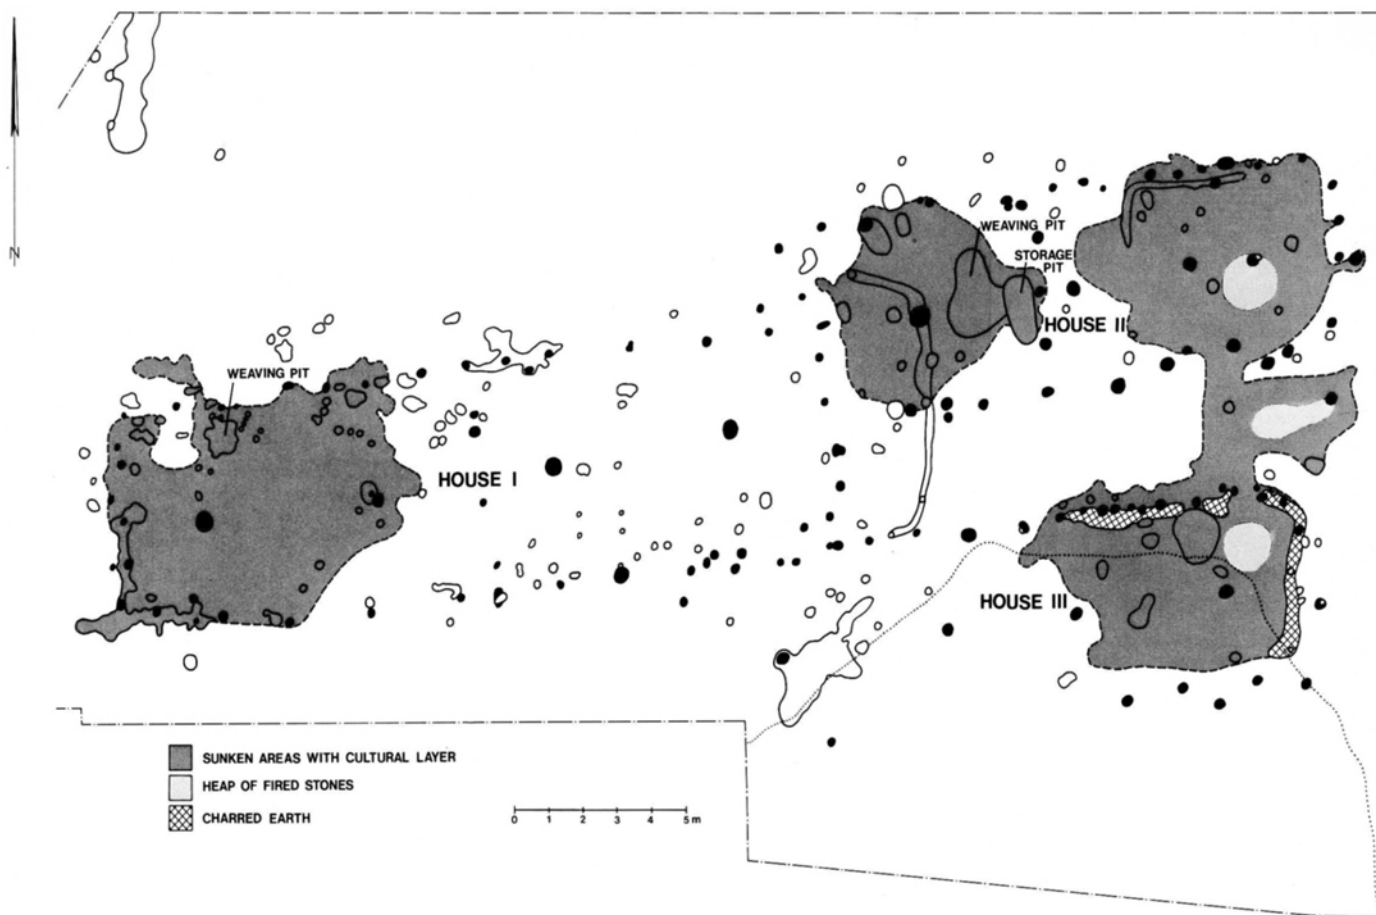 N
WEAVING PIT
STORAGE
PIT
HOUSE II
WEAVING PIT
HOUSE I
HOUSE III
SUNKEN AREAS WITH CULTURAL LAYER
HEAP OF FIRED STONES
CHARRED EARTH
0 1 2 3 4 5 m